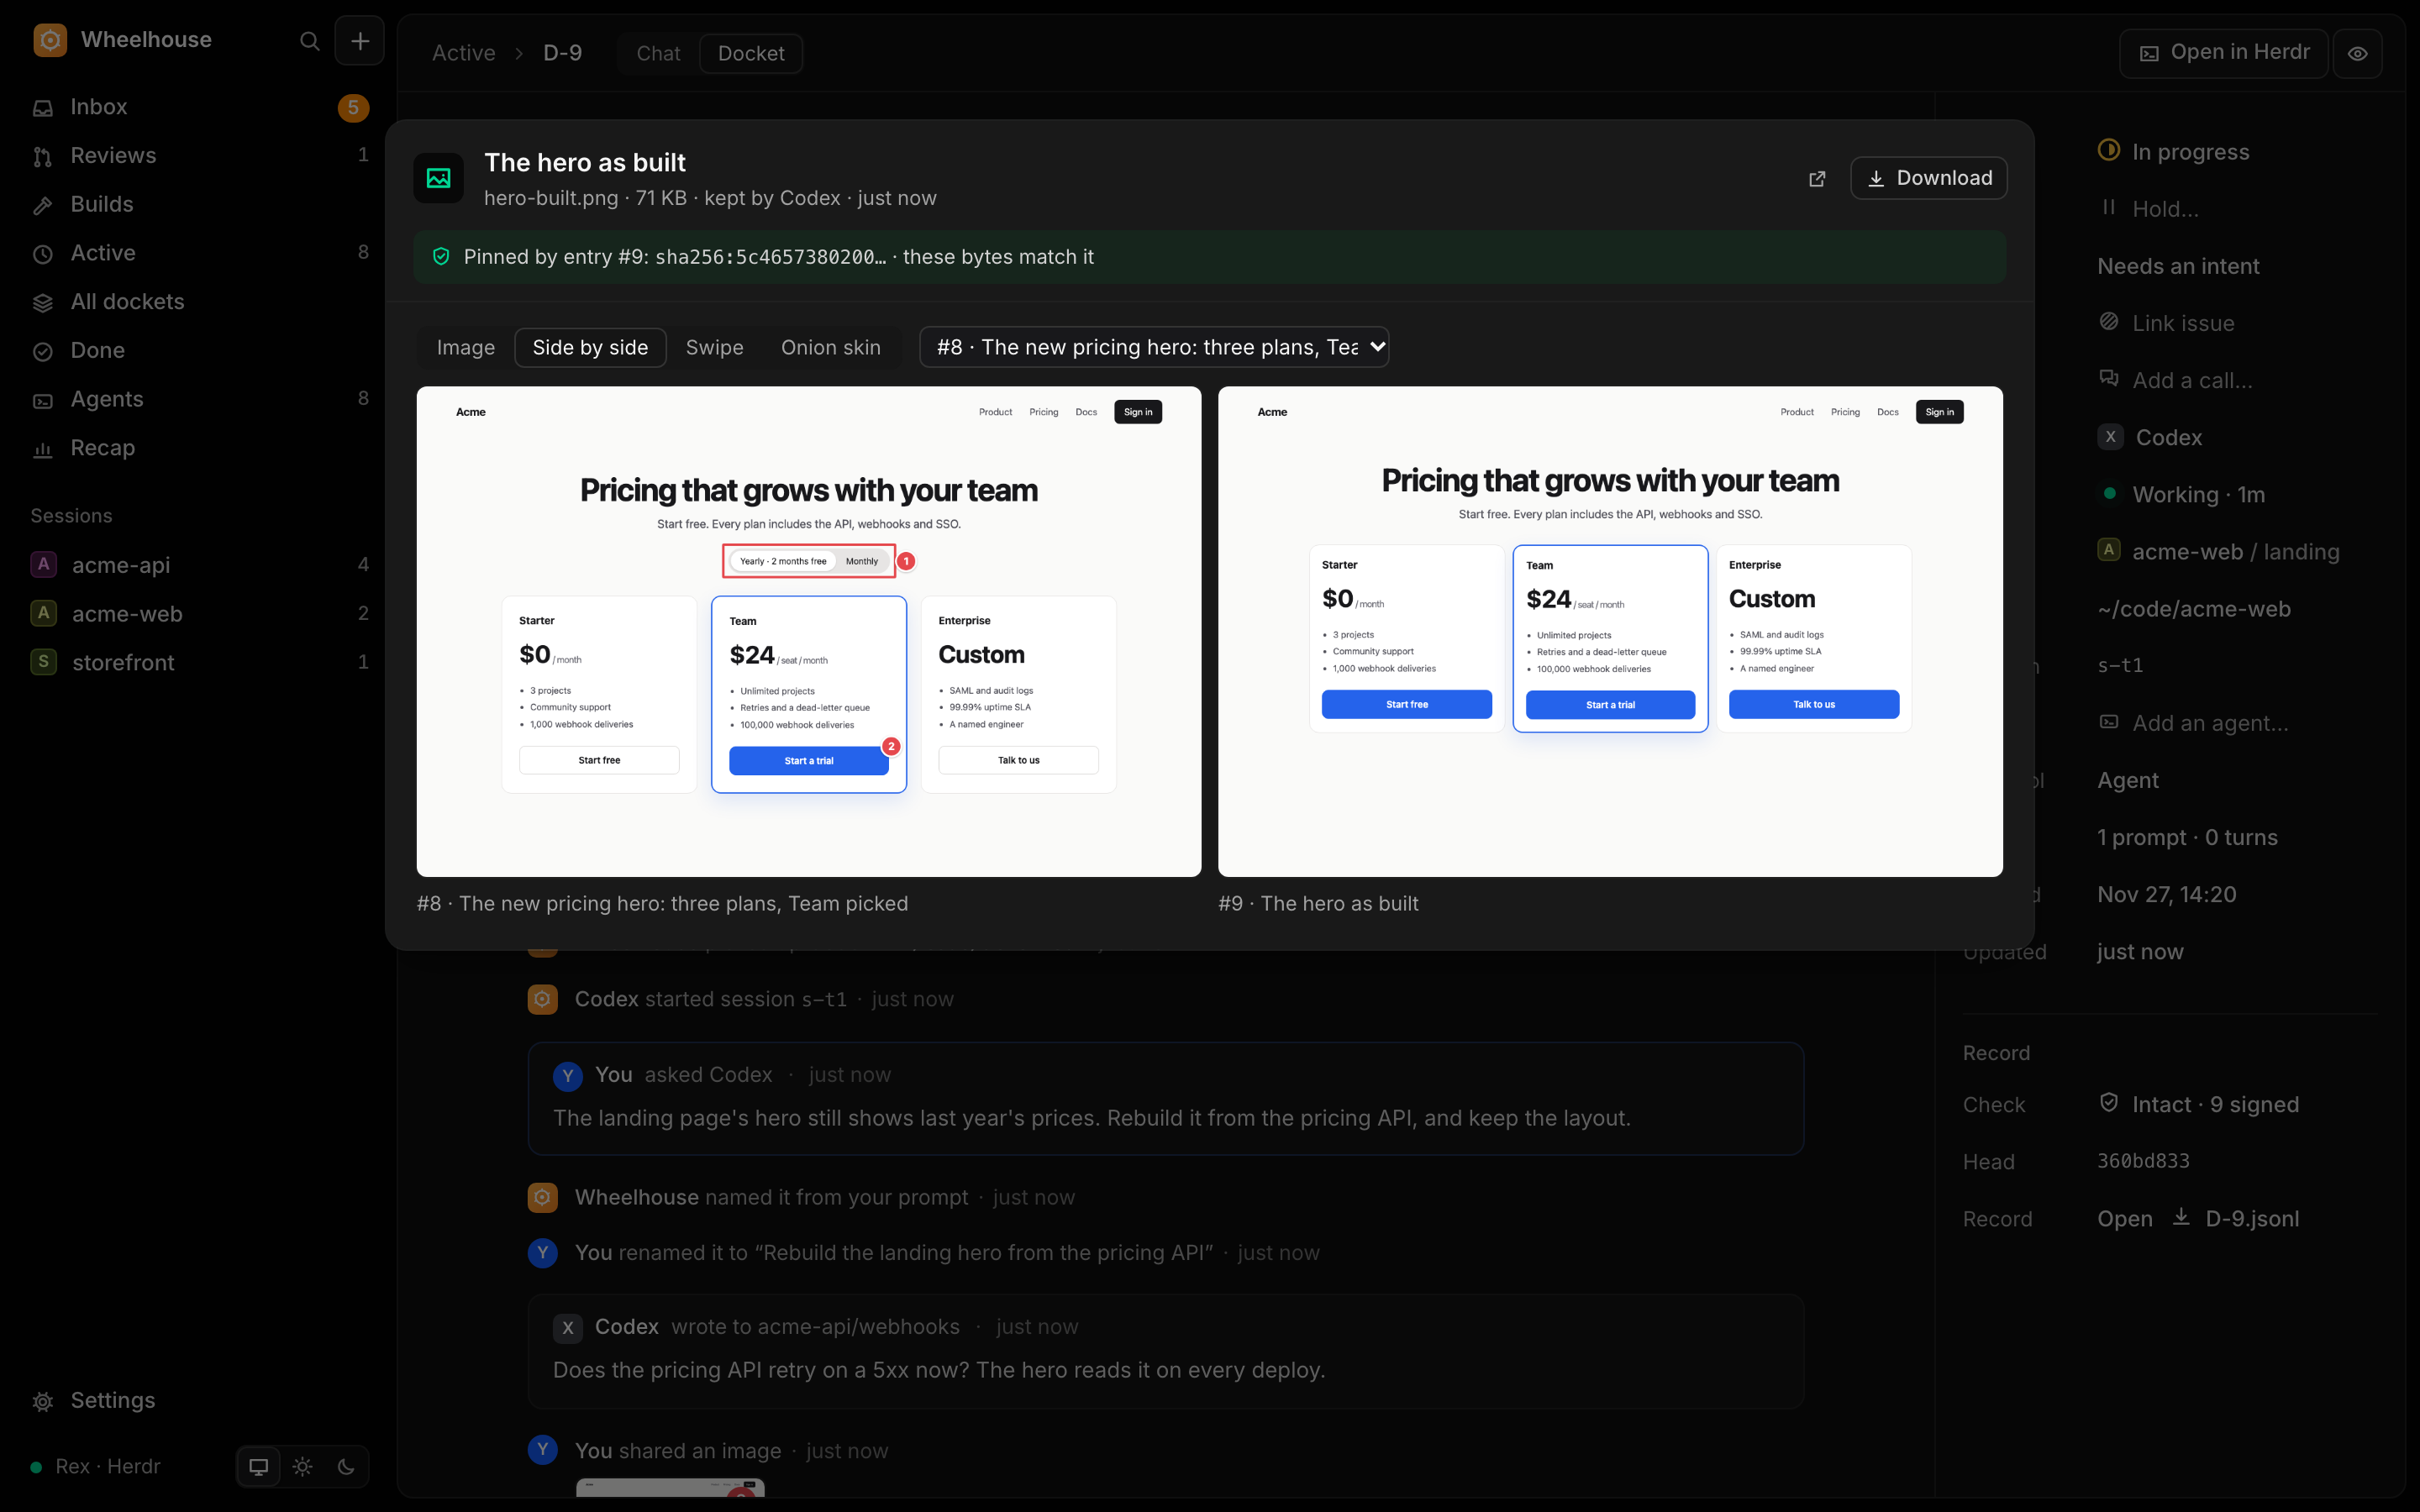 Wheelhouse
Inbox 5
Reviews 1
Builds
Active 8
All dockets
Done
Agents 8
Recap
Sessions
A acme-api 4
A acme-web 2
S storefront 1
Settings
Rex · Herdr
Active > D-9 Chat Docket
Open in Herdr
The hero as built
hero-built.png · 71 KB · kept by Codex · just now
Download
Pinned by entry #9: sha256:5c4657380200… · these bytes match it
Image Side by side Swipe Onion skin #8 · The new pricing hero: three plans, Tea
Acme Product Pricing Docs Sign in
Pricing that grows with your team
Start free. Every plan includes the API, webhooks and SSO.
Yearly · 2 months free Monthly 1
Starter
$0 / month
• 3 projects
• Community support
• 1,000 webhook deliveries
Start free
Team
$24 / seat / month
• Unlimited projects
• Retries and a dead-letter queue
• 100,000 webhook deliveries
2
Start a trial
Enterprise
Custom
• SAML and audit logs
• 99.99% uptime SLA
• A named engineer
Talk to us
#8 · The new pricing hero: three plans, Team picked
Acme Product Pricing Docs Sign in
Pricing that grows with your team
Start free. Every plan includes the API, webhooks and SSO.
Starter
$0 / month
• 3 projects
• Community support
• 1,000 webhook deliveries
Start free
Team
$24 / seat / month
• Unlimited projects
• Retries and a dead-letter queue
• 100,000 webhook deliveries
Start a trial
Enterprise
Custom
• SAML and audit logs
• 99.99% uptime SLA
• A named engineer
Talk to us
#9 · The hero as built
Codex started session s-t1 · just now
Y You asked Codex · just now
The landing page's hero still shows last year's prices. Rebuild it from the pricing API, and keep the layout.
Wheelhouse named it from your prompt · just now
Y You renamed it to “Rebuild the landing hero from the pricing API” · just now
X Codex wrote to acme-api/webhooks · just now
Does the pricing API retry on a 5xx now? The hero reads it on every deploy.
Y You shared an image · just now
In progress
Hold...
Needs an intent
Link issue
Add a call...
X Codex
Working · 1m
A acme-web / landing
~/code/acme-web
s-t1
Add an agent...
Agent
1 prompt · 0 turns
Nov 27, 14:20
Updated just now
Record
Check Intact · 9 signed
Head 360bd833
Record Open D-9.jsonl